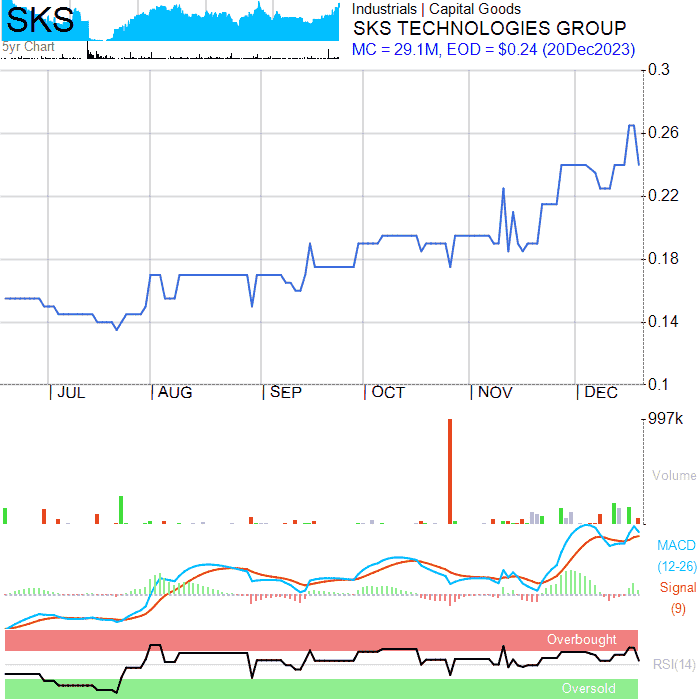 SKS
5yr Chart
Industrials | Capital Goods
SKS TECHNOLOGIES GROUP
MC = 29.1M, EOD = $0.24 (20Dec2023)
0.3
0.26
0.22
0.18
0.14
0.1
JUL AUG SEP OCT NOV DEC
997k
Volume
MACD
(12-26)
Signal
(9)
Overbought
RSI(14)
Oversold